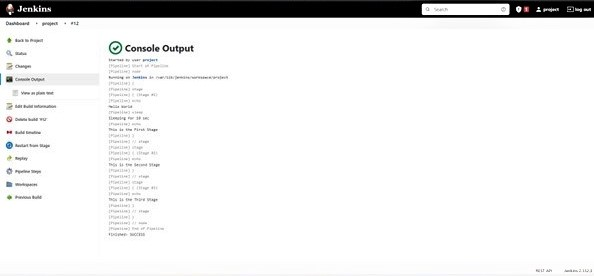 Jenkins
Search
1
project
log out
Dashboard
project
#12
Back to Project
Status
Changes
Console Output
View as plain text
Edit Build Information
Delete build '#12'
Build timeline
Restart from Stage
Replay
Pipeline Steps
Workspaces
Previous Build
Console Output
Started by user project
[Pipeline] Start of Pipeline
[Pipeline] node
Running on Jenkins in /var/lib/jenkins/workspace/project
[Pipeline] {
[Pipeline] stage
[Pipeline] { (Stage #1)
[Pipeline] echo
Hello World
[Pipeline] sleep
Sleeping for 10 sec
[Pipeline] echo
This is the First Stage
[Pipeline] }
[Pipeline] // stage
[Pipeline] stage
[Pipeline] { (Stage #2)
[Pipeline] echo
This is the Second Stage
[Pipeline] }
[Pipeline] // stage
[Pipeline] stage
[Pipeline] { (Stage #3)
[Pipeline] echo
This is the Third Stage
[Pipeline] }
[Pipeline] // stage
[Pipeline] }
[Pipeline] // node
[Pipeline] End of Pipeline
Finished: SUCCESS
REST API